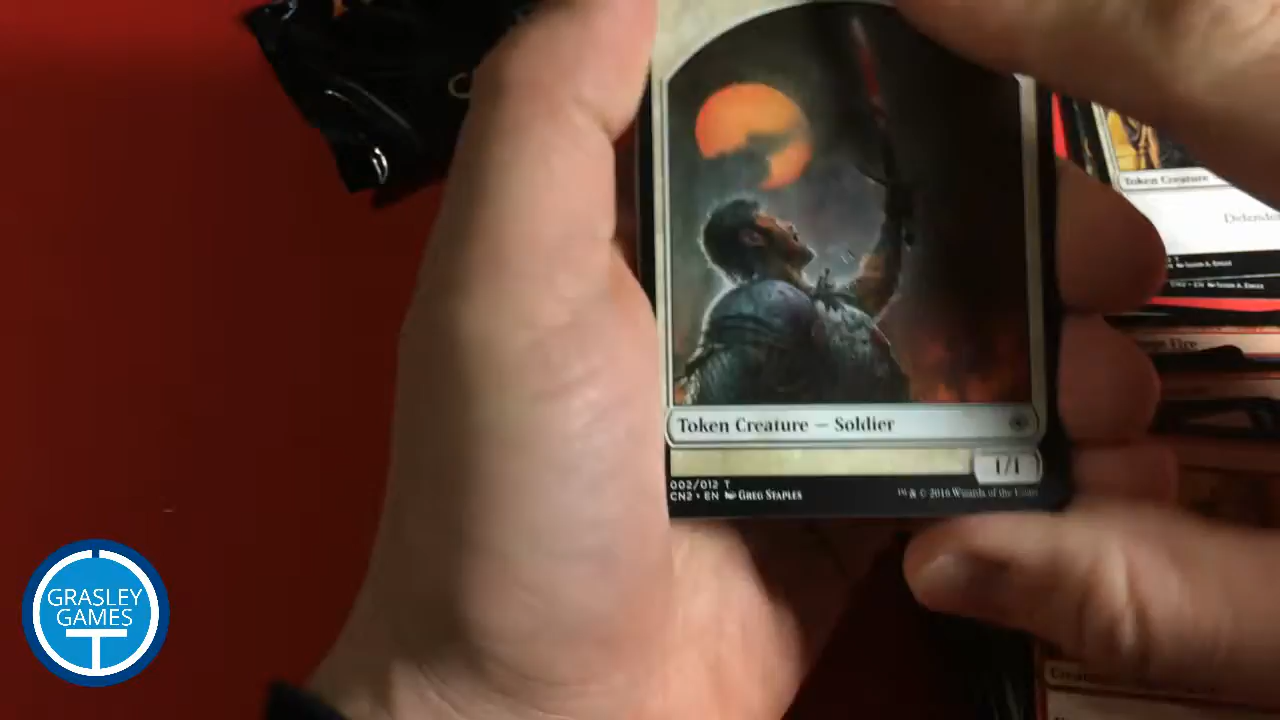 Token Creature — Soldier
1/1
002/012 T
CN2 • EN Greg Staples
™ & © 2016 Wizards of the Coast
Token Creature
Defender
Fire
GRASLEY
GAMES